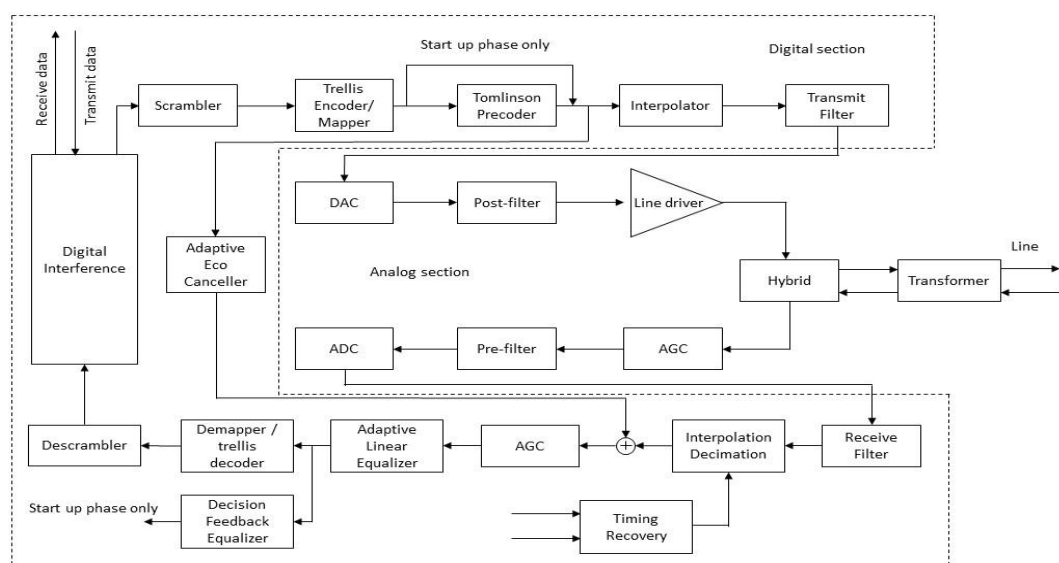 Receive data
Transmit data
Start up phase only
Digital section
Scrambler
Trellis
Encoder/
Mapper
Tomlinson
Precoder
Interpolator
Transmit
Filter
DAC
Post-filter
Line driver
Digital
Interference
Adaptive
Eco
Canceller
Analog section
Line
Hybrid
Transformer
ADC
Pre-filter
AGC
Descrambler
Demapper /
trellis
decoder
Adaptive
Linear
Equalizer
AGC
+
Interpolation
Decimation
Receive
Filter
Start up phase only
Decision
Feedback
Equalizer
Timing
Recovery